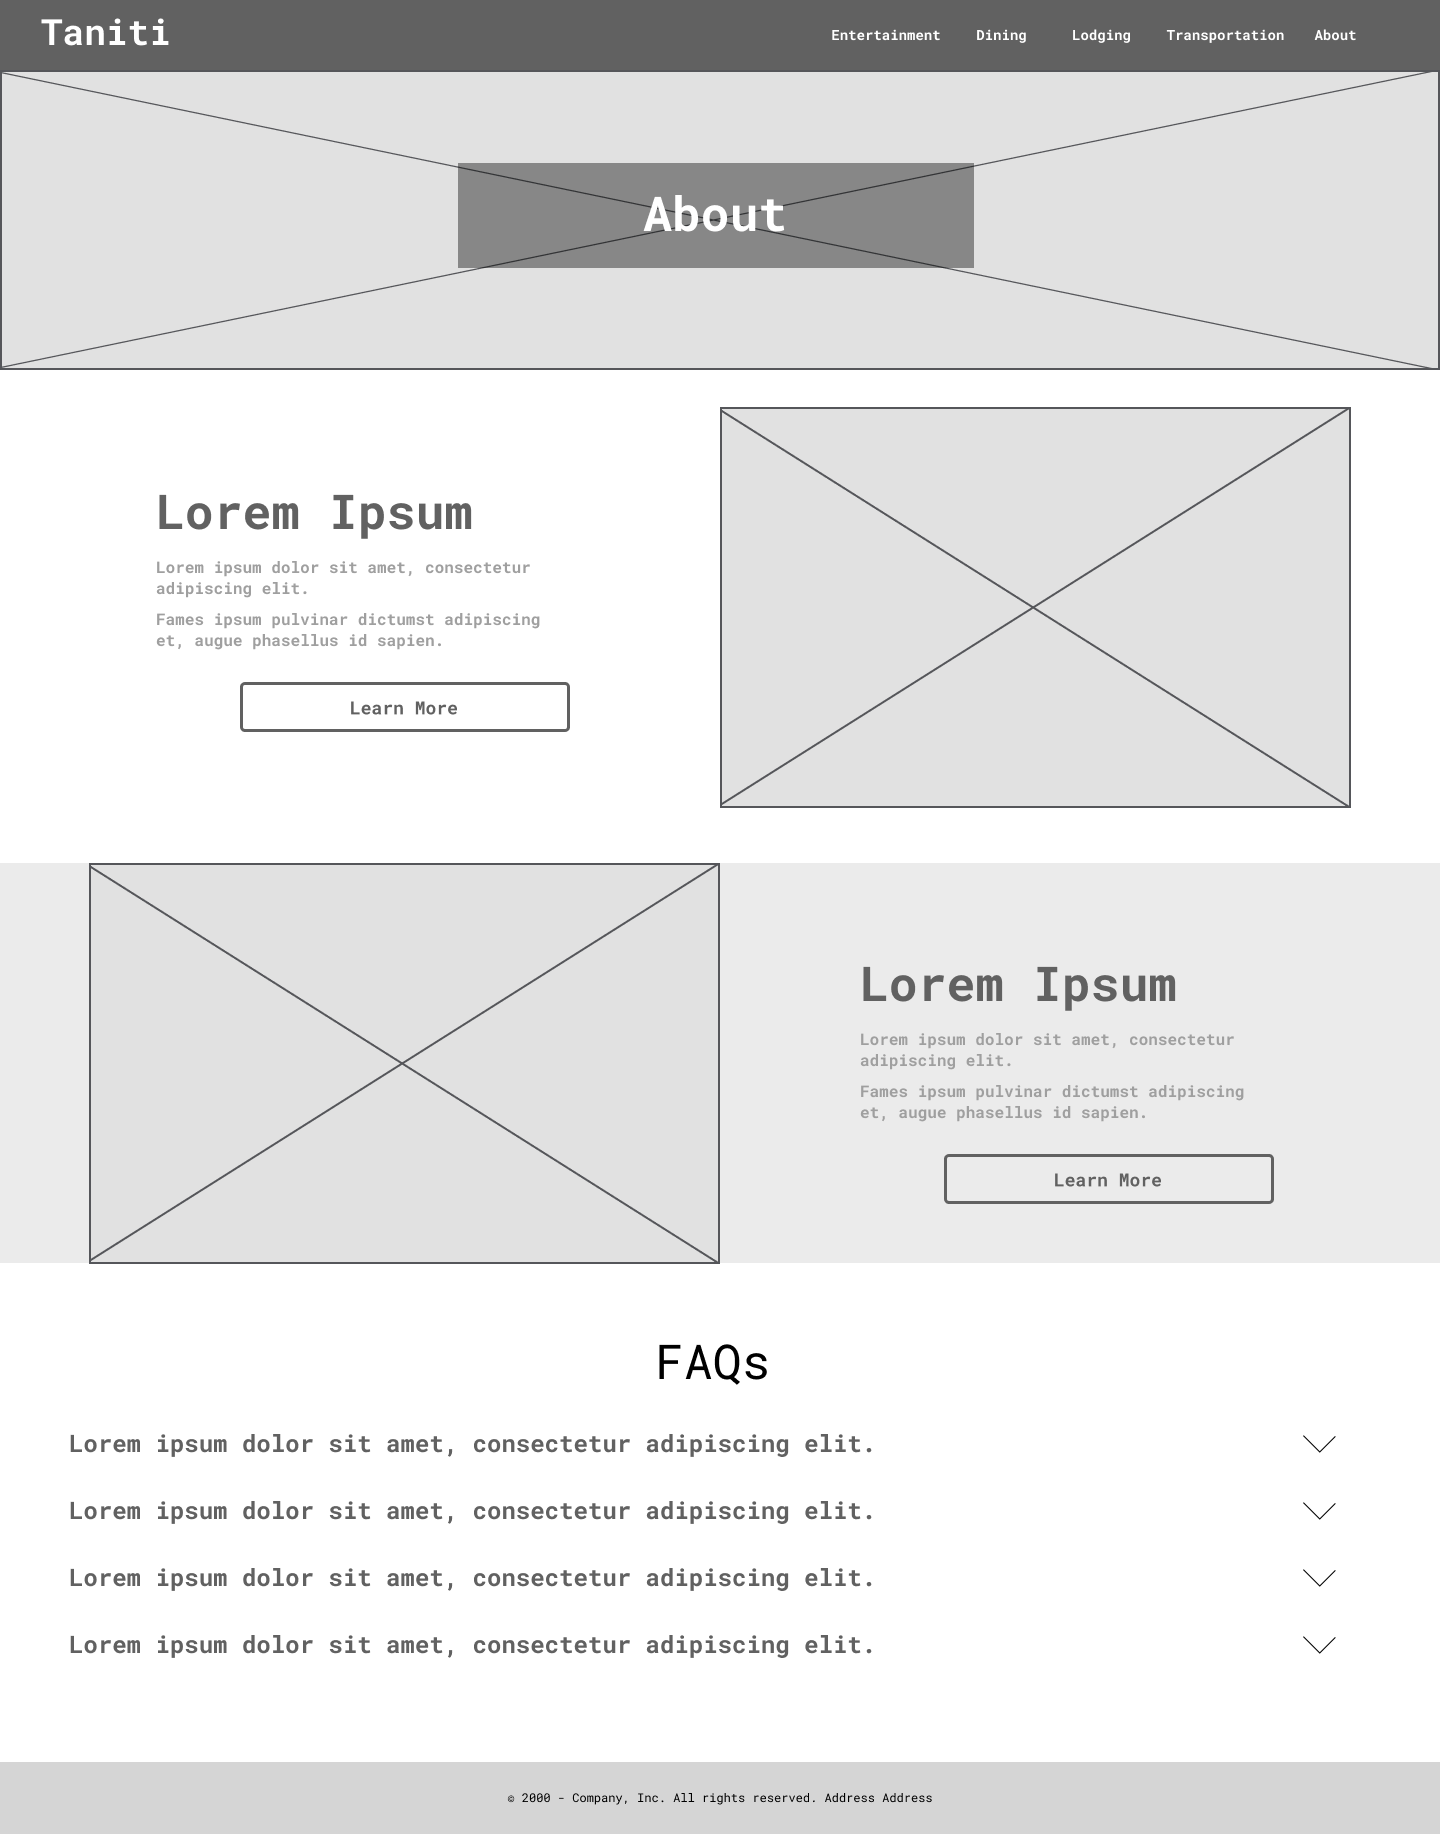 Taniti
Entertainment Dining Lodging Transportation About
About
Lorem Ipsum
Lorem ipsum dolor sit amet, consectetur
adipiscing elit.
Fames ipsum pulvinar dictumst adipiscing
et, augue phasellus id sapien.
Learn More
Lorem Ipsum
Lorem ipsum dolor sit amet, consectetur
adipiscing elit.
Fames ipsum pulvinar dictumst adipiscing
et, augue phasellus id sapien.
Learn More
FAQs
Lorem ipsum dolor sit amet, consectetur adipiscing elit.
Lorem ipsum dolor sit amet, consectetur adipiscing elit.
Lorem ipsum dolor sit amet, consectetur adipiscing elit.
Lorem ipsum dolor sit amet, consectetur adipiscing elit.
© 2000 - Company, Inc. All rights reserved. Address Address